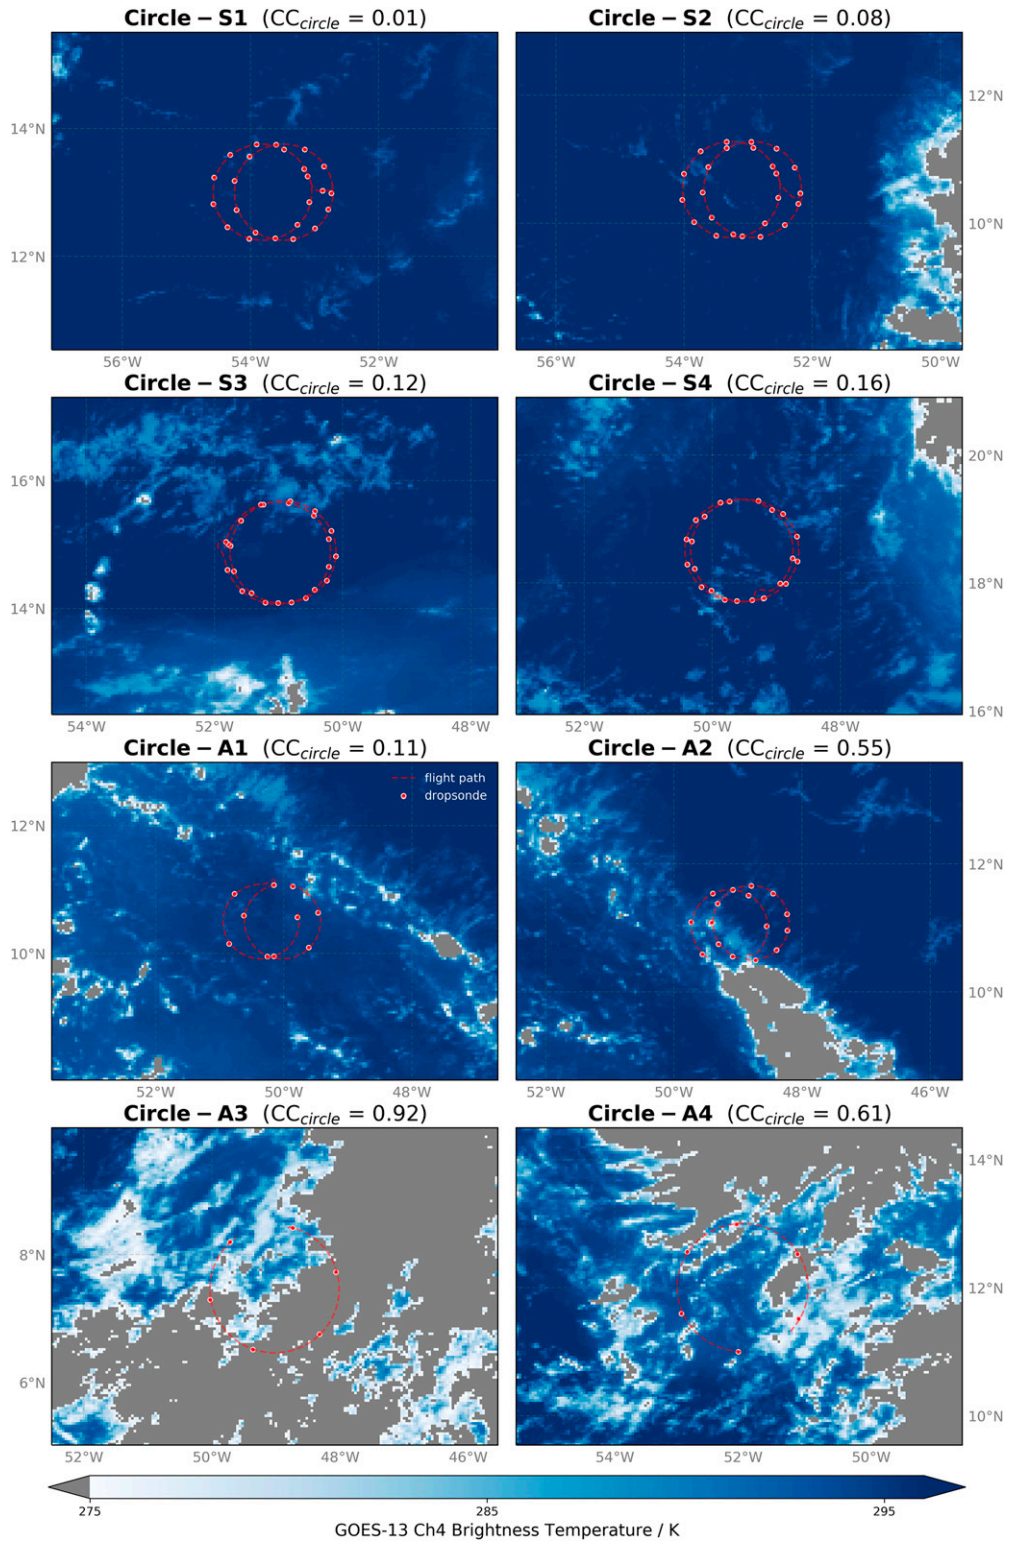 Circle – S1 (CC_circle = 0.01)
Circle – S2 (CC_circle = 0.08)
14°N
12°N
12°N
10°N
56°W 54°W 52°W
56°W 54°W 52°W 50°W
Circle – S3 (CC_circle = 0.12)
Circle – S4 (CC_circle = 0.16)
16°N
14°N
20°N
18°N
16°N
54°W 52°W 50°W 48°W
52°W 50°W 48°W
Circle – A1 (CC_circle = 0.11)
Circle – A2 (CC_circle = 0.55)
flight path
dropsonde
12°N
10°N
12°N
10°N
52°W 50°W 48°W
52°W 50°W 48°W 46°W
Circle – A3 (CC_circle = 0.92)
Circle – A4 (CC_circle = 0.61)
8°N
6°N
14°N
12°N
10°N
52°W 50°W 48°W 46°W
54°W 52°W 50°W
275 285 295
GOES-13 Ch4 Brightness Temperature / K